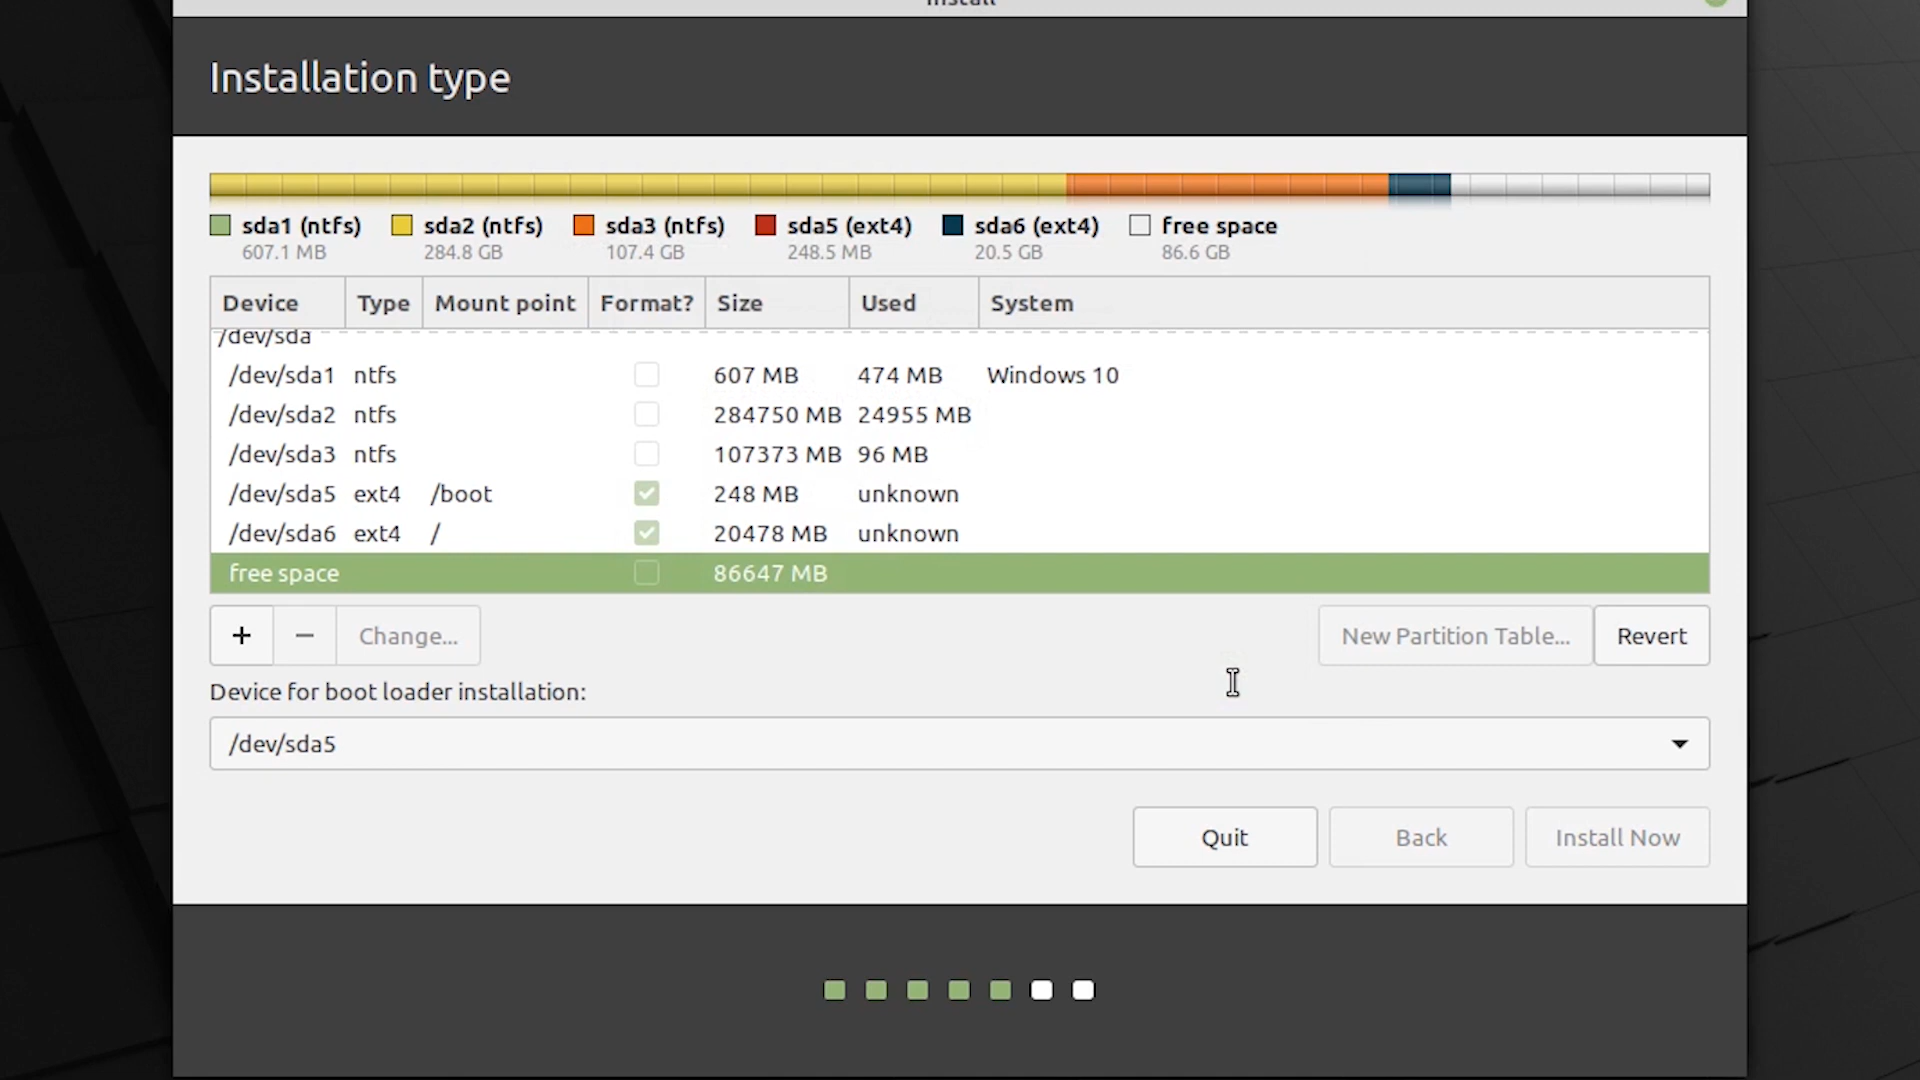 Install
Installation type
sda1 (ntfs) sda2 (ntfs) sda3 (ntfs) sda5 (ext4) sda6 (ext4) free space
607.1 MB 284.8 GB 107.4 GB 248.5 MB 20.5 GB 86.6 GB
Device Type Mount point Format? Size Used System
/dev/sda
/dev/sda1 ntfs 607 MB 474 MB Windows 10
/dev/sda2 ntfs 284750 MB 24955 MB
/dev/sda3 ntfs 107373 MB 96 MB
/dev/sda5 ext4 /boot 248 MB unknown
/dev/sda6 ext4 / 20478 MB unknown
free space 86647 MB
+ − Change... New Partition Table... Revert
Device for boot loader installation:
/dev/sda5
Quit Back Install Now